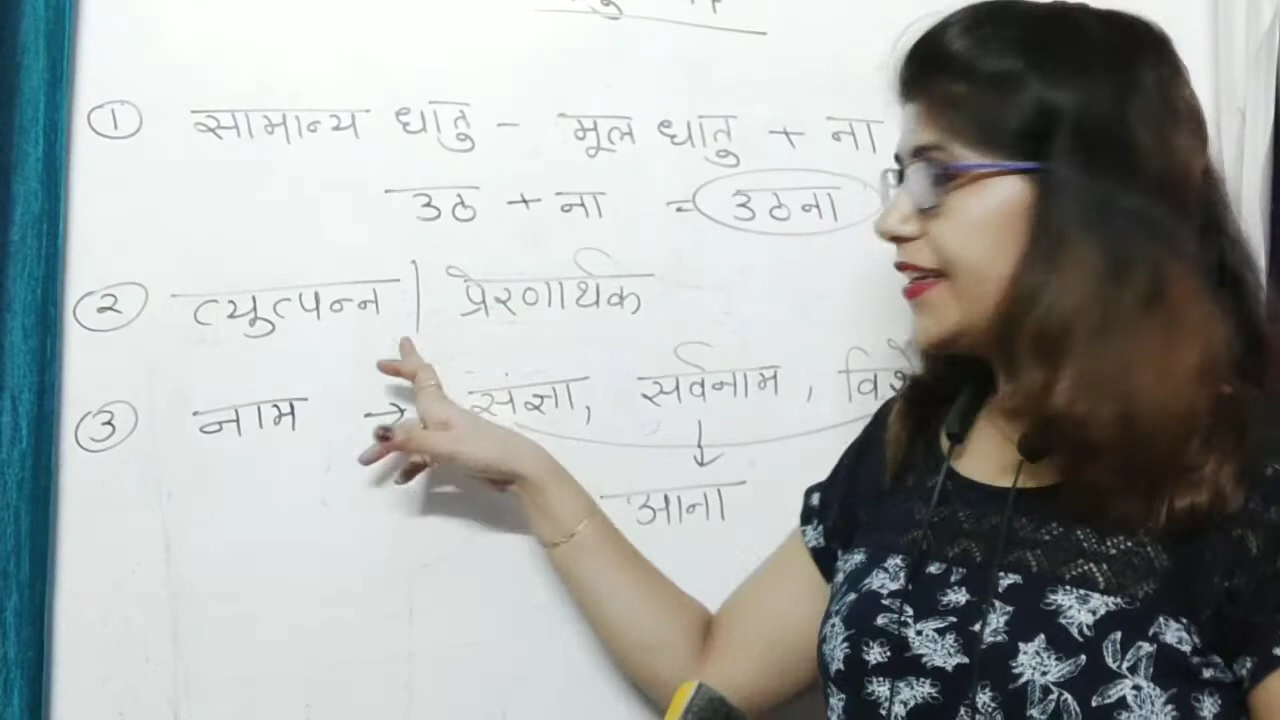 ① सामान्य धातु - मूल धातु + ना
उठ + ना = उठना
② व्युत्पन्न | प्रेरणार्थक
③ नाम → संज्ञा, सर्वनाम,
आना